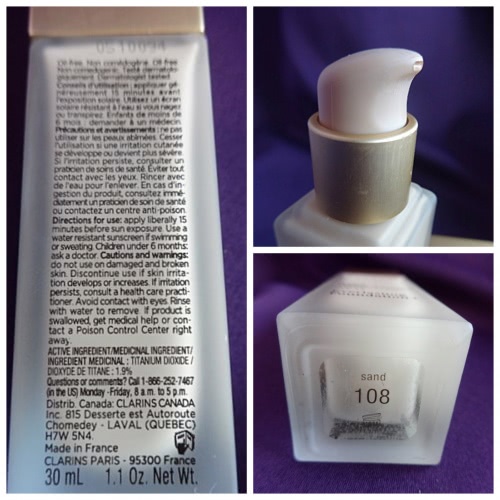 0S10094
Oil-free. Non comédogène. Oil-free.
Non comedogenic. Testé dermato-
logiquement. Dermatologist tested
Conseils d'utilisation : appliquer gé-
néreusement 15 minutes avant
l'exposition solaire. Utilisez un écran
solaire résistant à l'eau si vous nagez
ou transpirez. Enfants de moins de
6 mois : demander à un médecin.
Précautions et avertissements : ne pas
utiliser sur les peaux abîmées. Cesser
l'utilisation si une irritation cutanée
se développe ou devient plus sévère.
Si l'irritation persiste, consulter un
praticien de soins de santé. Éviter tout
contact avec les yeux. Rincer avec
de l'eau pour l'enlever. En cas d'in-
gestion du produit, consultez immé-
diatement un praticien de soin de santé
ou contactez un centre anti-poison.
Directions for use: apply liberally 15
minutes before sun exposure. Use a
water resistant sunscreen if swimming
or sweating. Children under 6 months:
ask a doctor. Cautions and warnings:
do not use on damaged and broken
skin. Discontinue use if skin irrita-
tion develops or increases. If irritation
persists, consult a health care practi-
tioner. Avoid contact with eyes. Rinse
with water to remove. If product is
swallowed, get medical help or con-
tact a Poison Control Center right
away.
ACTIVE INGREDIENT/MEDICINAL INGREDIENT/
INGREDIENT MEDICINAL : TITANIUM DIOXIDE /
DIOXYDE DE TITANE : 1.9%
Questions or comments? Call 1-866-252-7467
(in the US) Monday -Friday, 8 a.m. to 5 p.m.
Distrib. Canada: CLARINS CANADA
Inc. 815 Desserte est Autoroute
Chomedey - LAVAL (QUEBEC)
H7W 5N4.
Made in France
CLARINS PARIS - 95300 France
30 mL 1.1 Oz. Net Wt.
sand
108